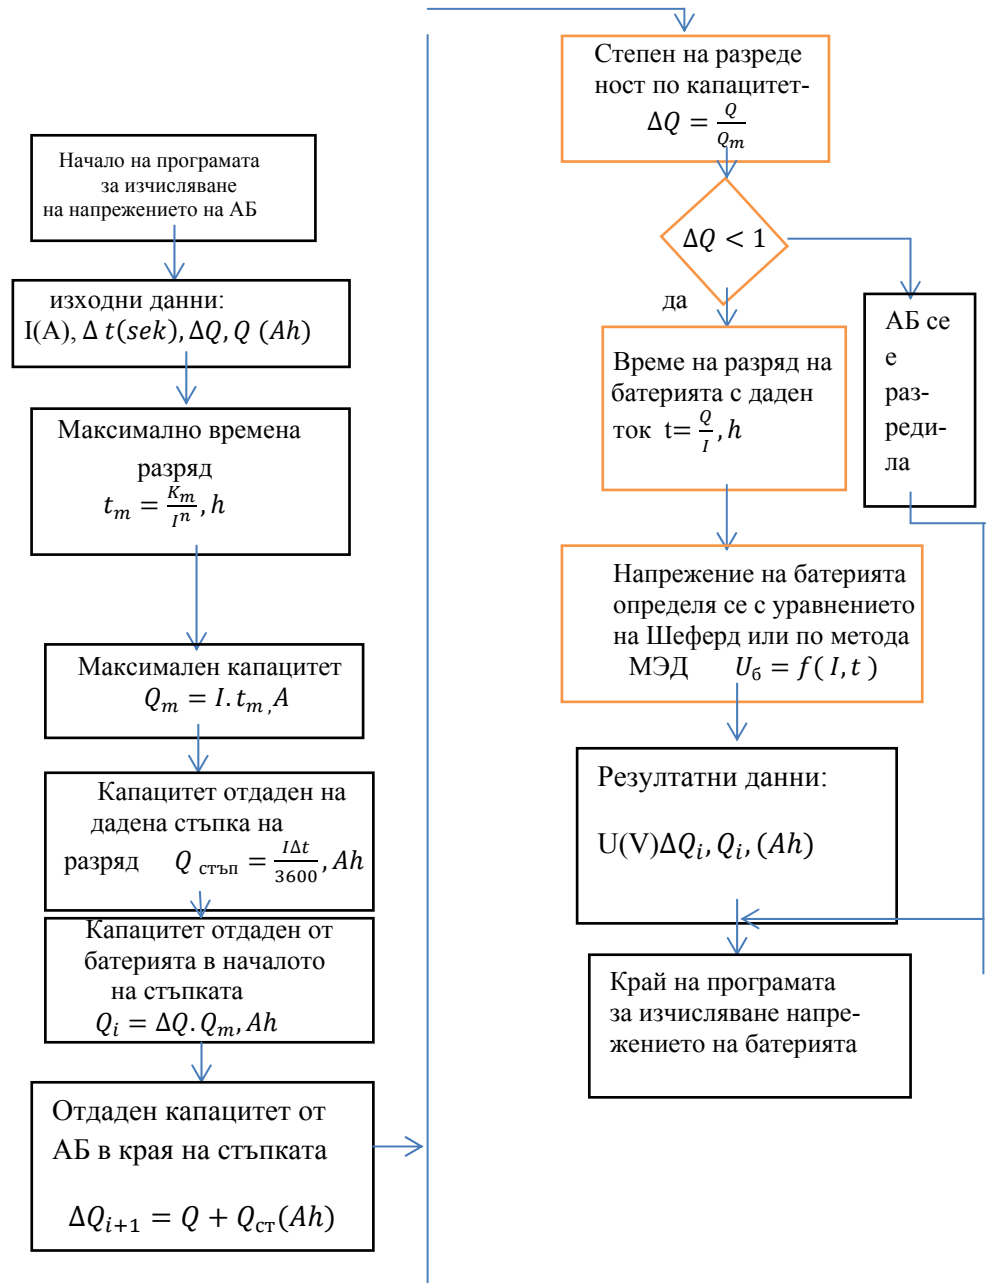 Начало на програмата
за изчисляване
на напрежението на АБ
изходни данни:
I(A), Δ t(sek), ΔQ, Q (Ah)
Максимално времена
разряд
t_m = K_m/I^n, h
Максимален капацитет
Q_m = I. t_m, A
Капацитет отдаден на
дадена стъпка на
разряд Q стъп = IΔt/3600, Ah
Капацитет отдаден от
батерията в началото
на стъпката
Q_i = ΔQ. Q_m, Ah
Отдаден капацитет от
АБ в края на стъпката
ΔQ_{i+1} = Q + Q_ст(Ah)
Степен на разреде
ност по капацитет-
ΔQ = Q/Q_m
ΔQ < 1
да
АБ се
е
раз-
реди-
ла
Време на разряд на
батерията с даден
ток t= Q/I, h
Напрежение на батерията
определя се с уравнението
на Шеферд или по метода
МЭД U_б = f( I, t )
Резултатни данни:
U(V)ΔQ_i, Q_i, (Ah)
Край на програмата
за изчисляване напре-
жението на батерията